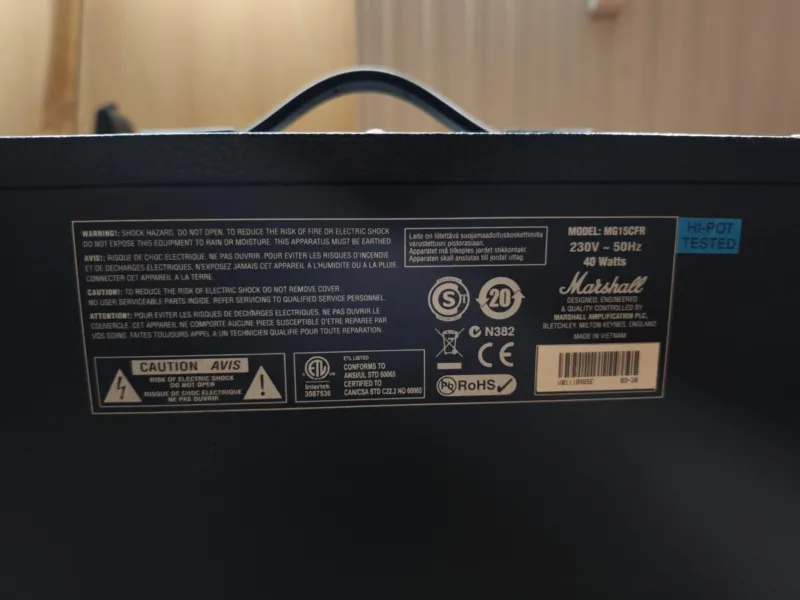 WARNING!: SHOCK HAZARD. DO NOT OPEN. TO REDUCE THE RISK OF FIRE OR ELECTRIC SHOCK
DO NOT EXPOSE THIS EQUIPMENT TO RAIN OR MOISTURE. THIS APPARATUS MUST BE EARTHED
AVIS!: RISQUE DE CHOC ELECTRIQUE. NE PAS OUVRIR. POUR EVITER LES RISQUES D'INCENDIE
ET DE DECHARGES ELECTRIQUES, N'EXPOSEZ JAMAIS CET APPAREIL A L'HUMIDITE OU A LA PLUIE.
CONNECTER CET APPAREIL A LA TERRE.
CAUTION!: TO REDUCE THE RISK OF ELECTRIC SHOCK DO NOT REMOVE COVER
NO USER SERVICEABLE PARTS INSIDE. REFER SERVICING TO QUALIFIED SERVICE PERSONNEL.
ATTENTION!: POUR EVITER LES RISQUES DE DECHARGES ELECTRIQUES, NE PAS OUVRIR LE
COUVERCLE. CET APPAREIL NE COMPORTE AUCUNE PIECE SUSCEPTIBLE D'ETRE REPAREE PAR
VOS SOINS. FAITES TOUJOURS APPEL A UN TECHNICIEN QUALIFIE POUR TOUTE REPARATION.
CAUTION AVIS
RISK OF ELECTRIC SHOCK
DO NOT OPEN
RISQUE DE CHOC ELECTRIQUE
NE PAS OUVRIR
ETL
Intertek
3087536
ETL LISTED
CONFORMS TO
ANSI/UL STD 60065
CERTIFIED TO
CAN/CSA STD C22.2 NO 60065
Laite on liitettävä suojamaadoituskoskettimilla
varustettuun pistorasiaan.
Apparatet må tilkoples jordet stikkontakt.
Apparaten skall anslutas till jordat uttag
20
N382
CE
Pb RoHS
MODEL: MG15CFR
230V ~ 50Hz
40 Watts
Marshall
DESIGNED, ENGINEERED
& QUALITY CONTROLLED BY
MARSHALL AMPLIFICATION PLC,
BLETCHLEY, MILTON KEYNES, ENGLAND
MADE IN VIETNAM
HI-POT
TESTED